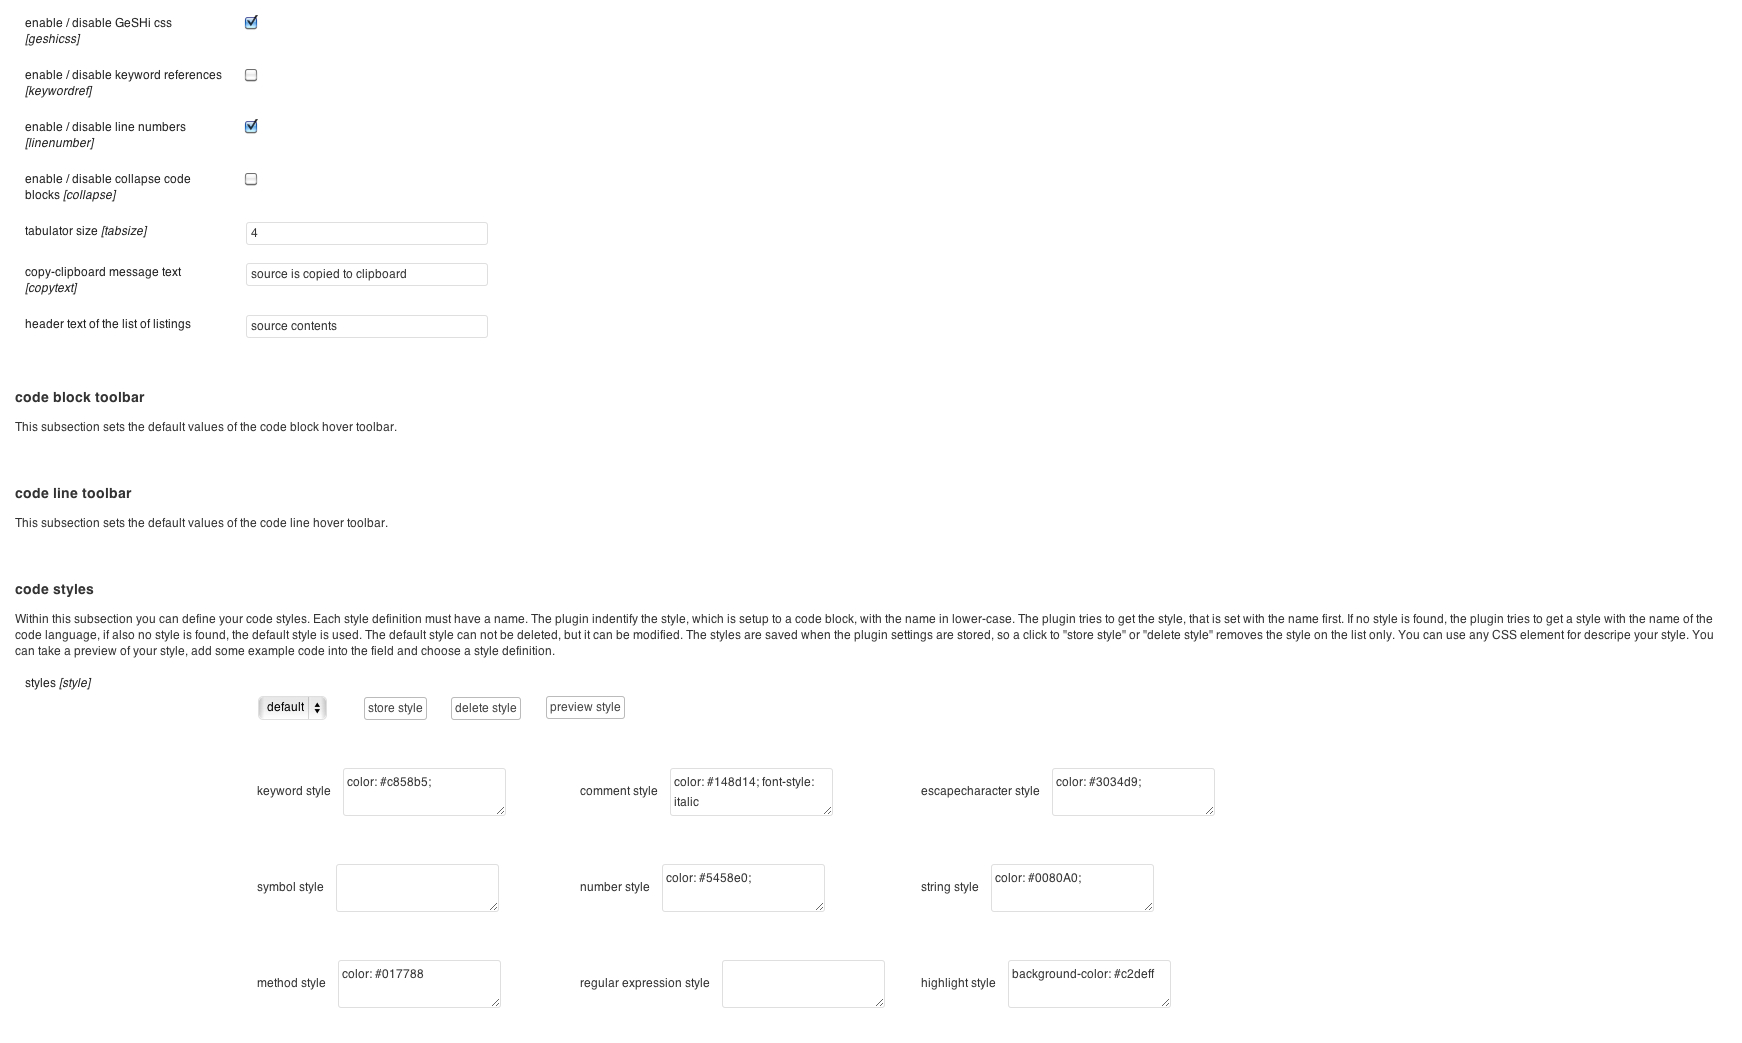 enable / disable GeSHi css
[geshicss]
enable / disable keyword references
[keywordref]
enable / disable line numbers
[linenumber]
enable / disable collapse code
blocks [collapse]
tabulator size [tabsize]
4
copy-clipboard message text
[copytext]
source is copied to clipboard
header text of the list of listings
source contents
code block toolbar
This subsection sets the default values of the code block hover toolbar.
code line toolbar
This subsection sets the default values of the code line hover toolbar.
code styles
Within this subsection you can define your code styles. Each style definition must have a name. The plugin indentify the style, which is setup to a code block, with the name in lower-case. The plugin tries to get the style, that is set with the name first. If no style is found, the plugin tries to get a style with the name of the
code language, if also no style is found, the default style is used. The default style can not be deleted, but it can be modified. The styles are saved when the plugin settings are stored, so a click to "store style" or "delete style" removes the style on the list only. You can use any CSS element for descripe your style. You
can take a preview of your style, add some example code into the field and choose a style definition.
styles [style]
default store style delete style preview style
keyword style color: #c858b5;
comment style color: #148d14; font-style:
italic
escapecharacter style color: #3034d9;
symbol style
number style color: #5458e0;
string style color: #0080A0;
method style color: #017788
regular expression style
highlight style background-color: #c2deff